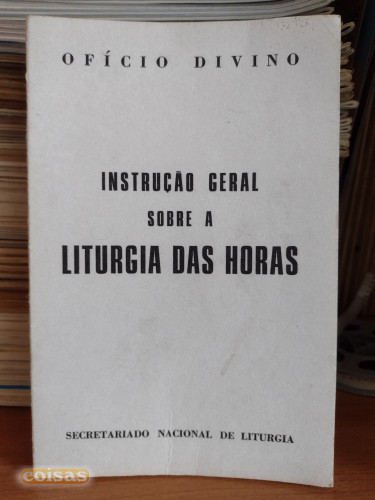 OFÍCIO DIVINO
INSTRUÇÃO GERAL
SOBRE A
LITURGIA DAS HORAS
SECRETARIADO NACIONAL DE LITURGIA
coisas